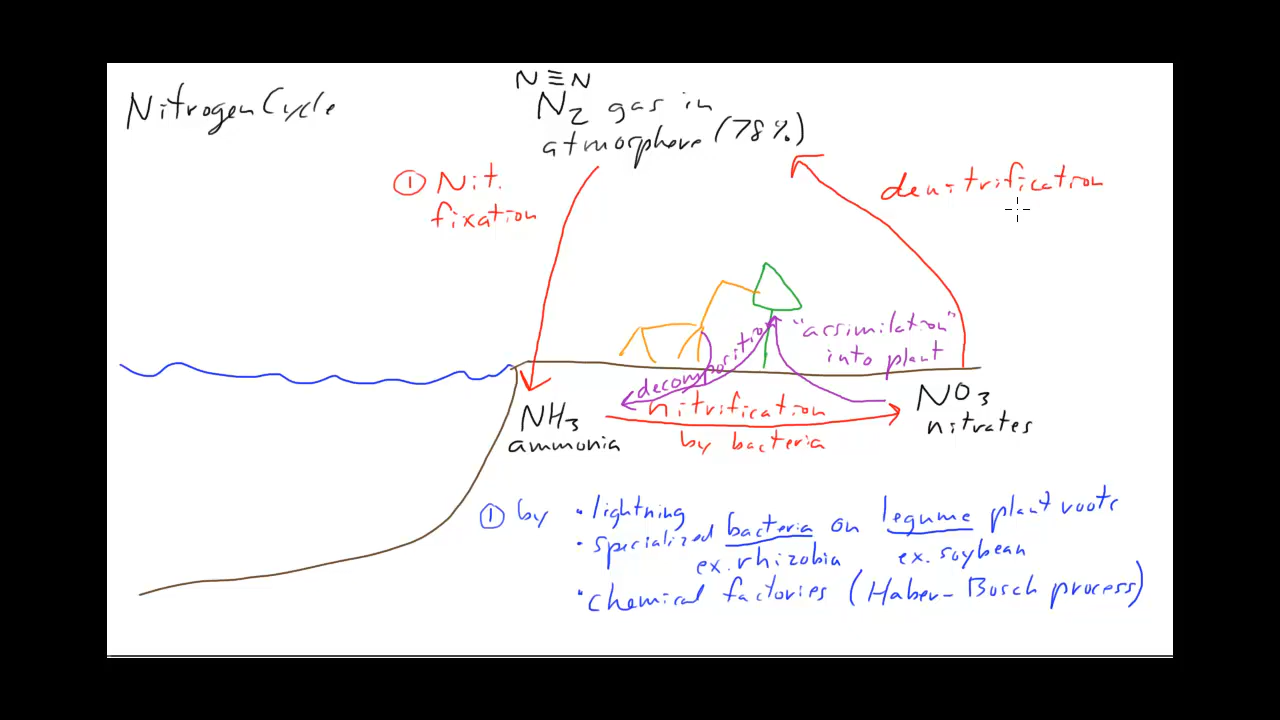 Nitrogen Cycle
N≡N
N2 gas in
atmorphere (78%)
① Nit.
fixation
denitrification
"assimilation"
into plant
decomposition
NH3
ammonia
nitrification
by bacteria
NO3
nitrates
① by • lightning
• specialized bacteria on legume plant roots
ex. rhizobia ex. soybean
• chemical factories (Haber-Bosch process)